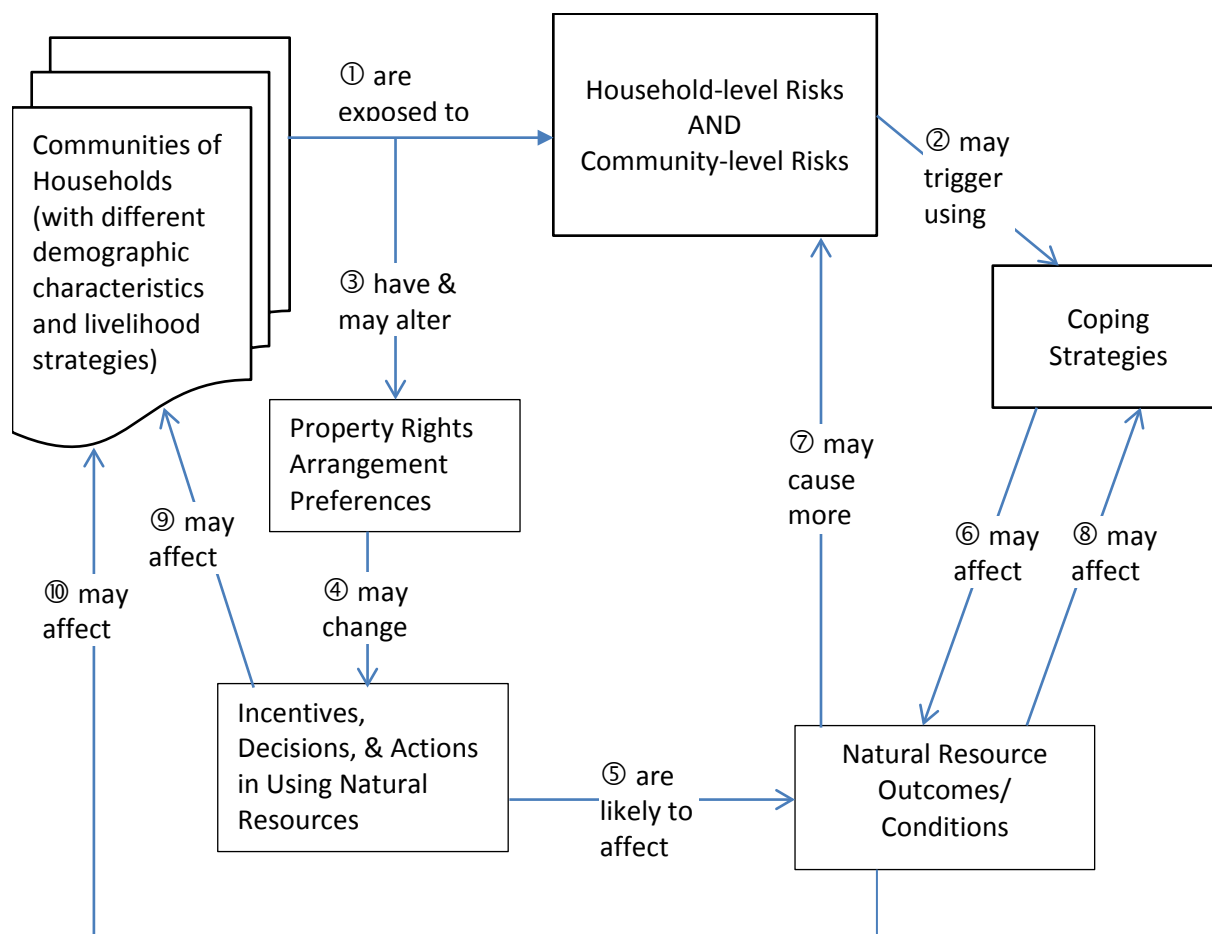 ① are
exposed to
Household-level Risks
AND
Community-level Risks
② may
trigger
using
Communities of
Households
(with different
demographic
characteristics
and livelihood
strategies)
③ have &
may alter
Coping
Strategies
Property Rights
Arrangement
Preferences
⑦ may
cause
more
⑨ may
affect
⑥ may
affect
⑧ may
affect
⑩ may
affect
④ may
change
Incentives,
Decisions, & Actions
in Using Natural
Resources
⑤ are
likely to
affect
Natural Resource
Outcomes/
Conditions